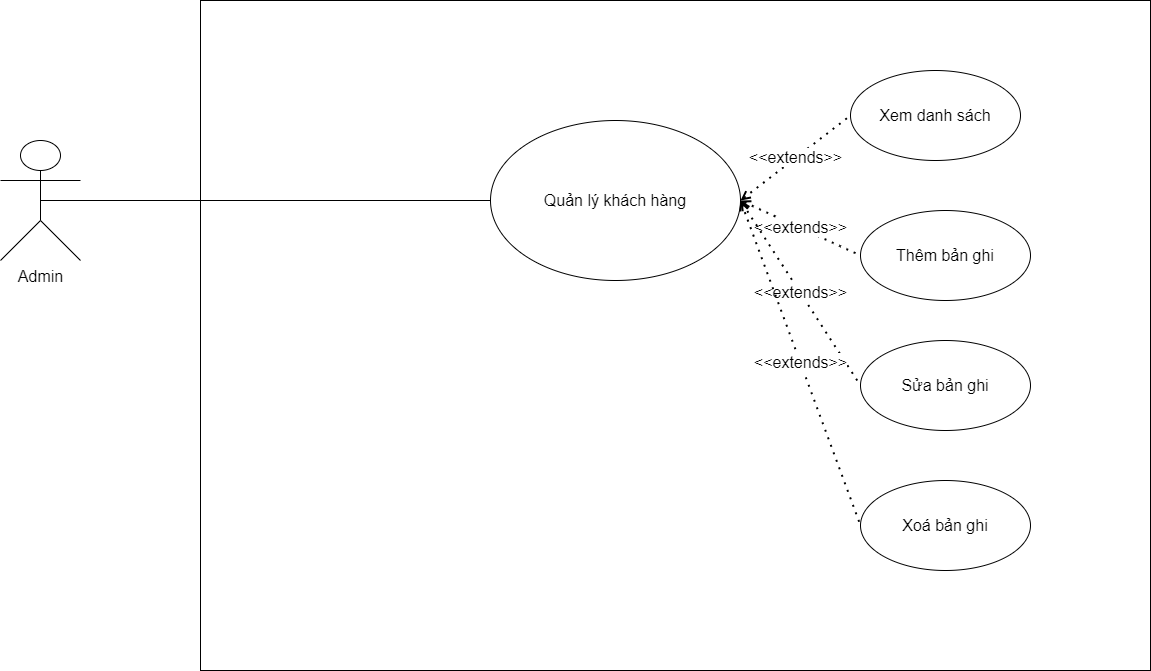 Xem danh sách
<<extends>>
Quản lý khách hàng
<<extends>>
Thêm bản ghi
Admin
<<extends>>
<<extends>>
Sửa bản ghi
Xoá bản ghi